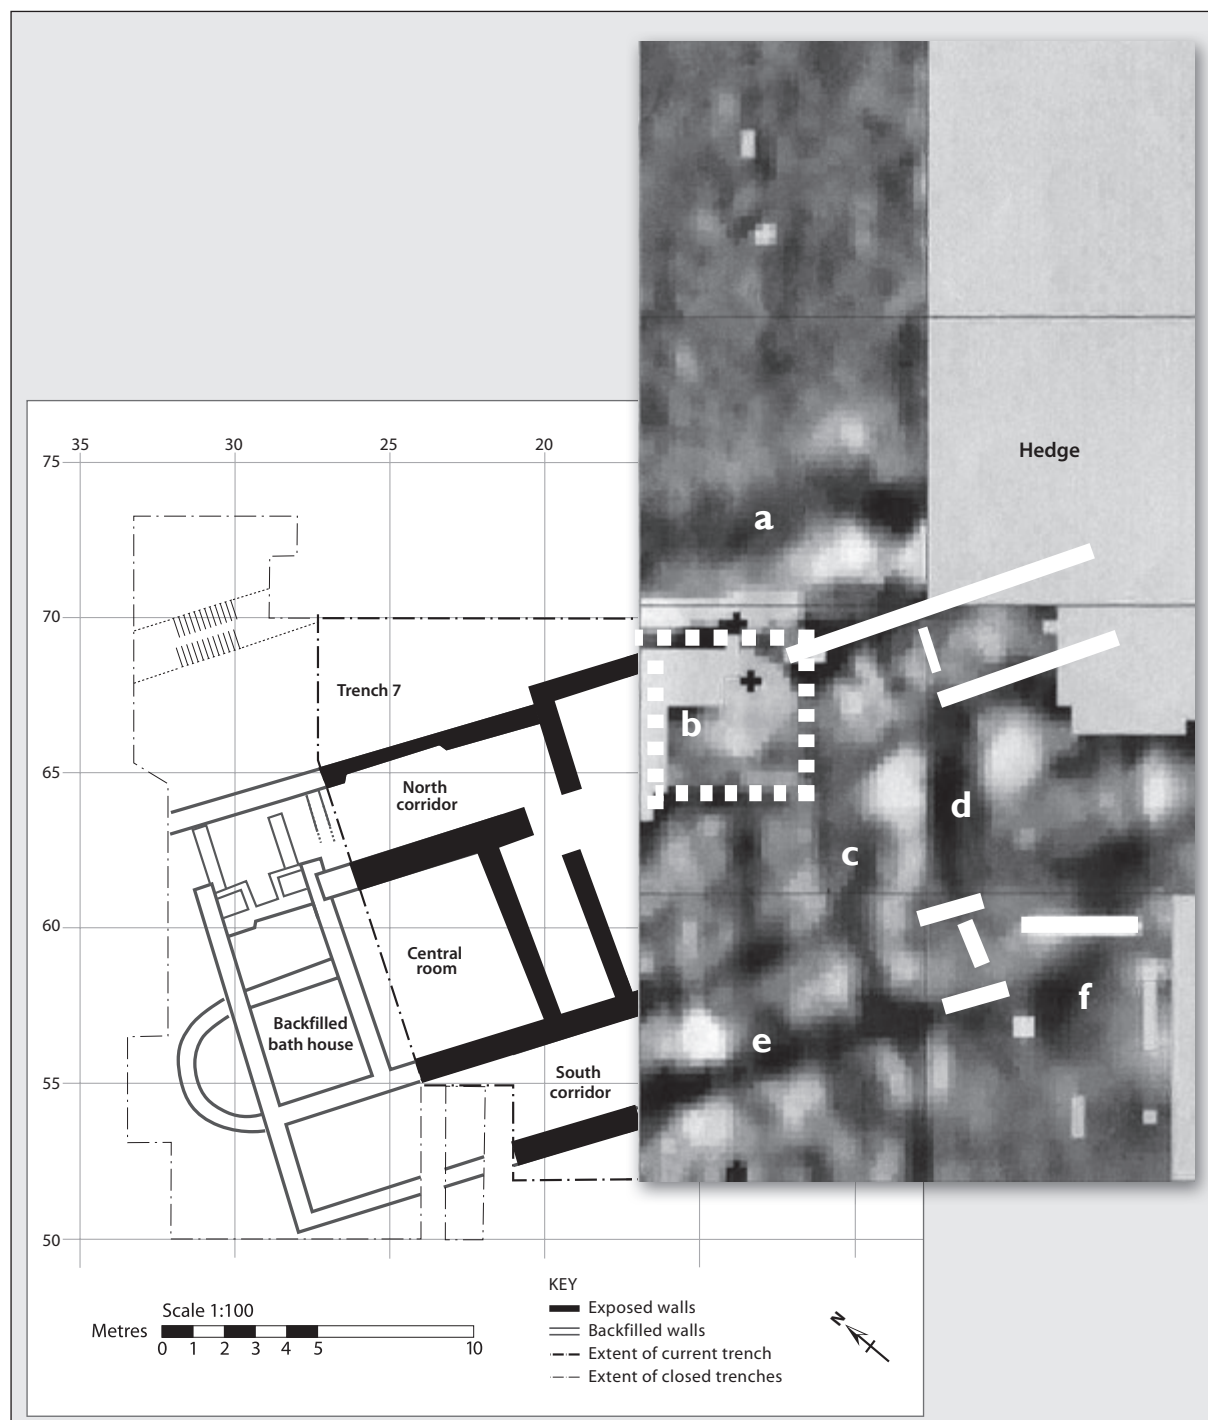 Hedge
a
35 30 25 20
75
70
Trench 7
b
65
North
corridor
d
c
60
Central
room
f
Backfilled
bath house
e
55
South
corridor
50
KEY
Scale 1:100
Exposed walls
Metres
Backfilled walls
0 1 2 3 4 5 10
Extent of current trench
Extent of closed trenches
N